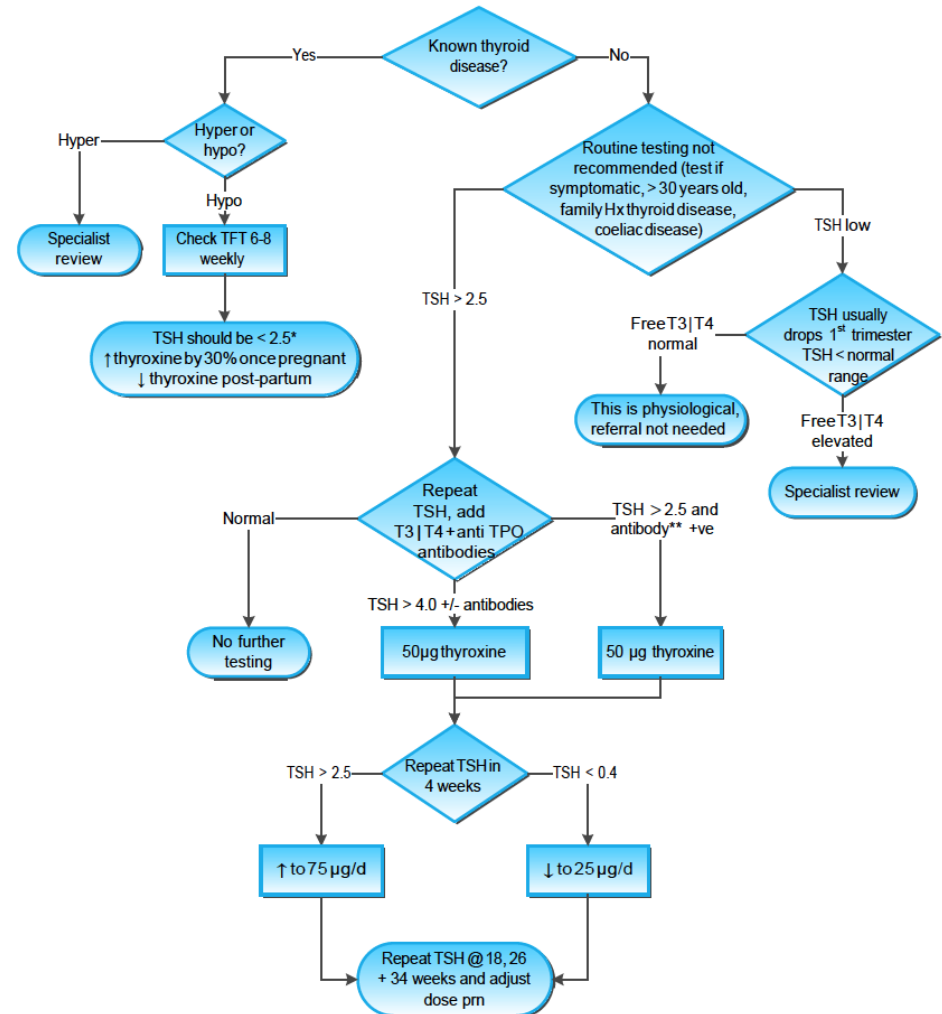 Known thyroid
disease?
Yes
No
Hyper or
hypo?
Hyper
Hypo
Specialist
review
Check TFT 6-8
weekly
TSH should be < 2.5*
↑ thyroxine by 30% once pregnant
↓ thyroxine post-partum
Routine testing not
recommended (test if
symptomatic, > 30 years old,
family Hx thyroid disease,
coeliac disease)
TSH > 2.5
TSH low
TSH usually
drops 1st trimester
TSH < normal
range
Free T3|T4
normal
This is physiological,
referral not needed
Free T3|T4
elevated
Specialist review
Repeat
TSH, add
T3|T4 + anti TPO
antibodies
Normal
No further
testing
TSH > 4.0 +/- antibodies
50µg thyroxine
TSH > 2.5 and
antibody** +ve
50 µg thyroxine
Repeat TSH in
4 weeks
TSH > 2.5
TSH < 0.4
↑ to 75 µg/d
↓ to 25 µg/d
Repeat TSH @ 18, 26
+ 34 weeks and adjust
dose prn